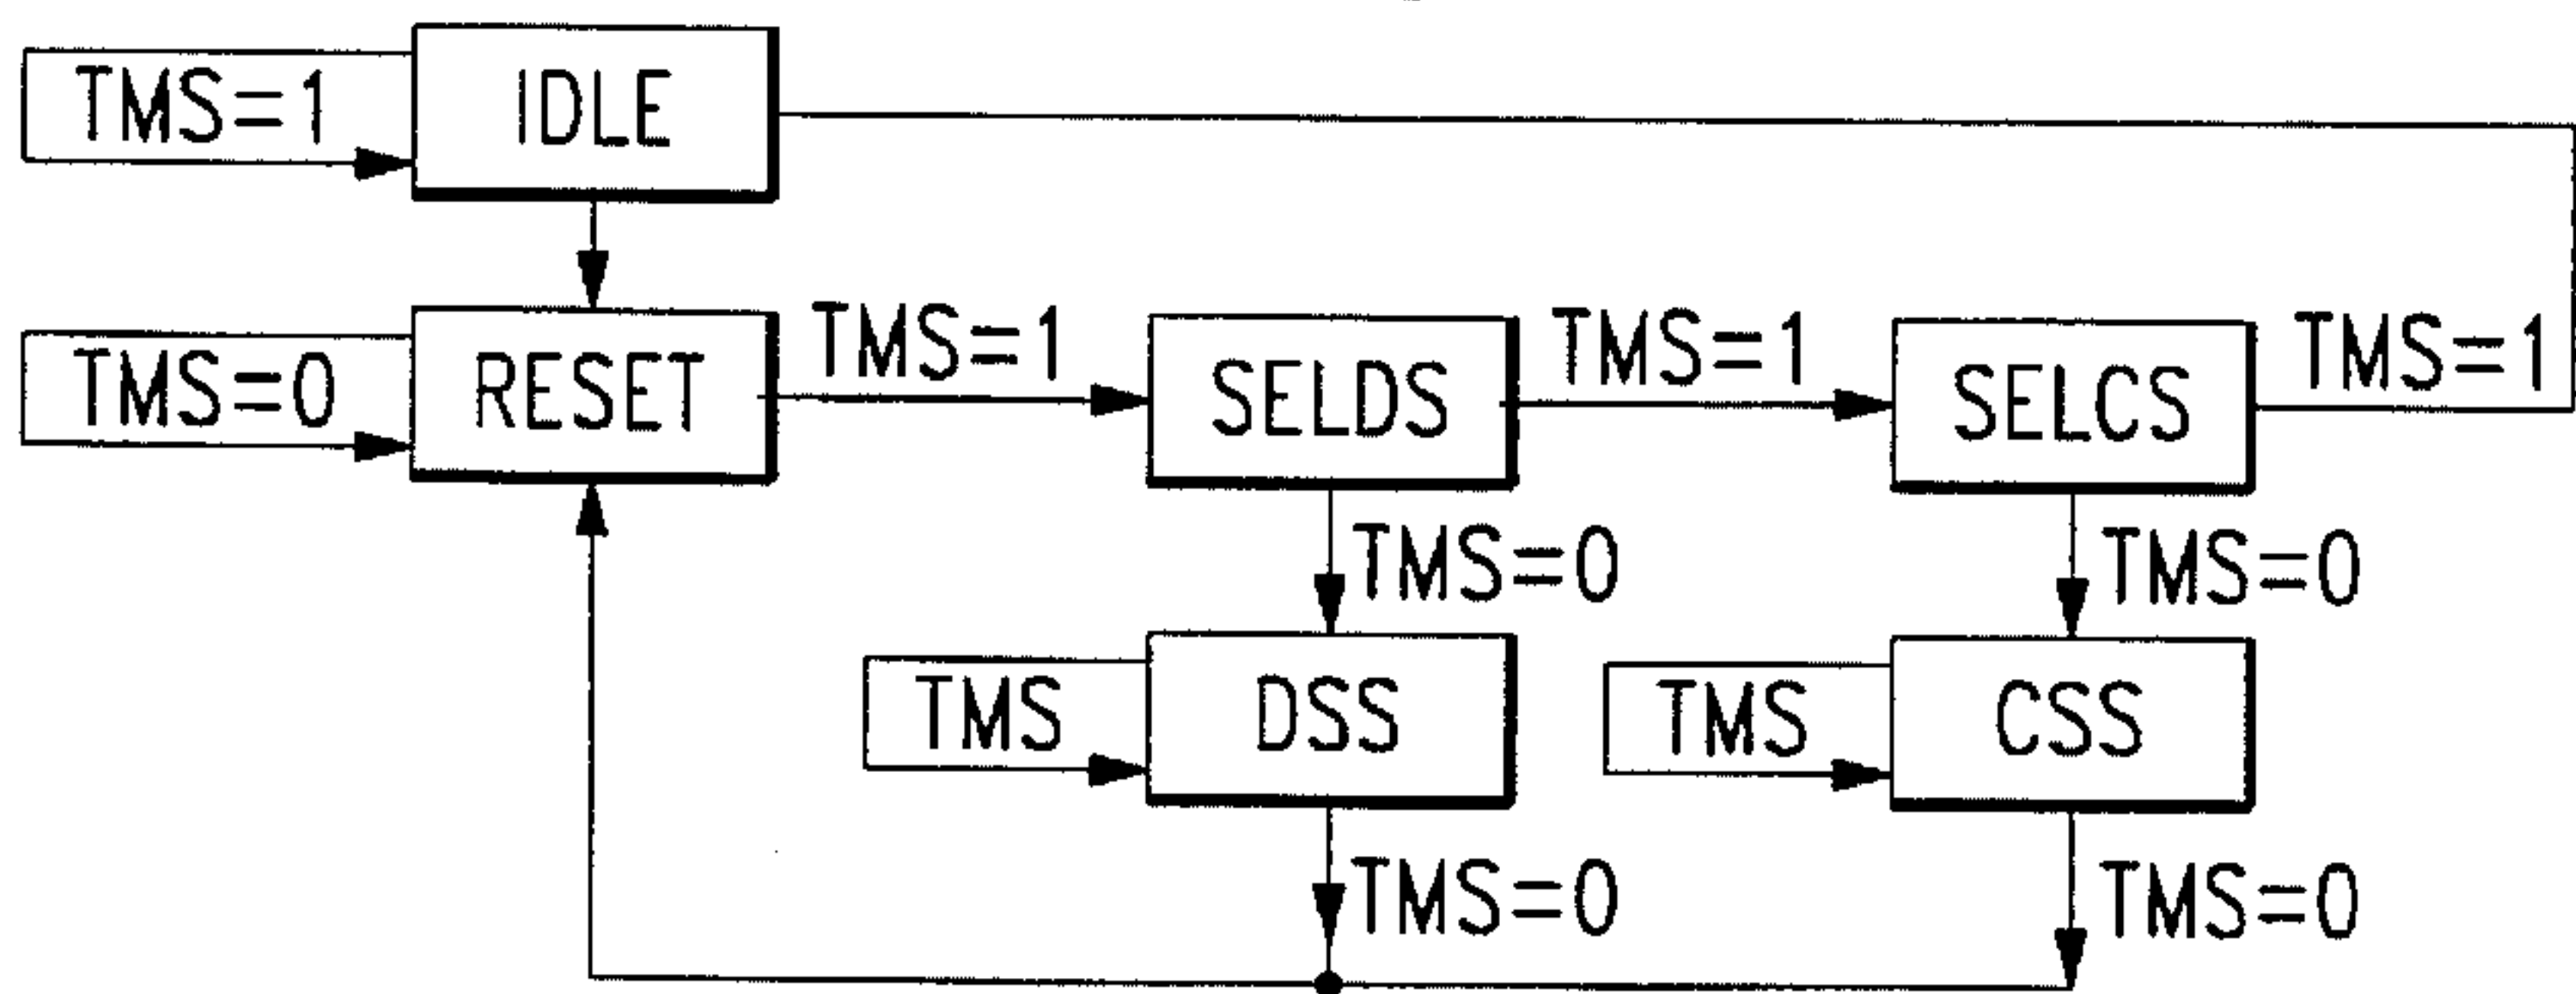 TMS=1 IDLE
TMS=0 RESET TMS=1 SELDS TMS=1 SELCS TMS=1
TMS=0 TMS=0
TMS DSS TMS CSS
TMS=0 TMS=0